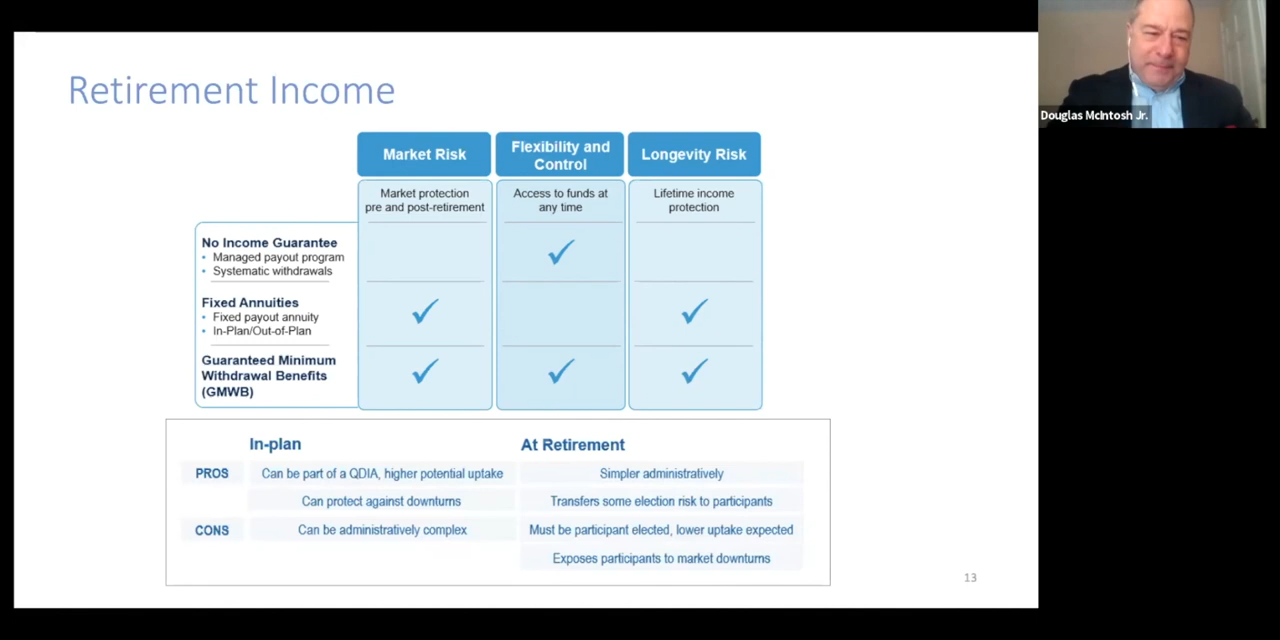 Retirement Income
Market Risk
Flexibility and
Control
Longevity Risk
Market protection
pre and post-retirement
Access to funds at
any time
Lifetime income
protection
No Income Guarantee
• Managed payout program
• Systematic withdrawals
Fixed Annuities
• Fixed payout annuity
• In-Plan/Out-of-Plan
Guaranteed Minimum
Withdrawal Benefits
(GMWB)
In-plan
At Retirement
PROS
Can be part of a QDIA, higher potential uptake
Simpler administratively
Can protect against downturns
Transfers some election risk to participants
CONS
Can be administratively complex
Must be participant elected, lower uptake expected
Exposes participants to market downturns
13
Douglas McIntosh Jr.